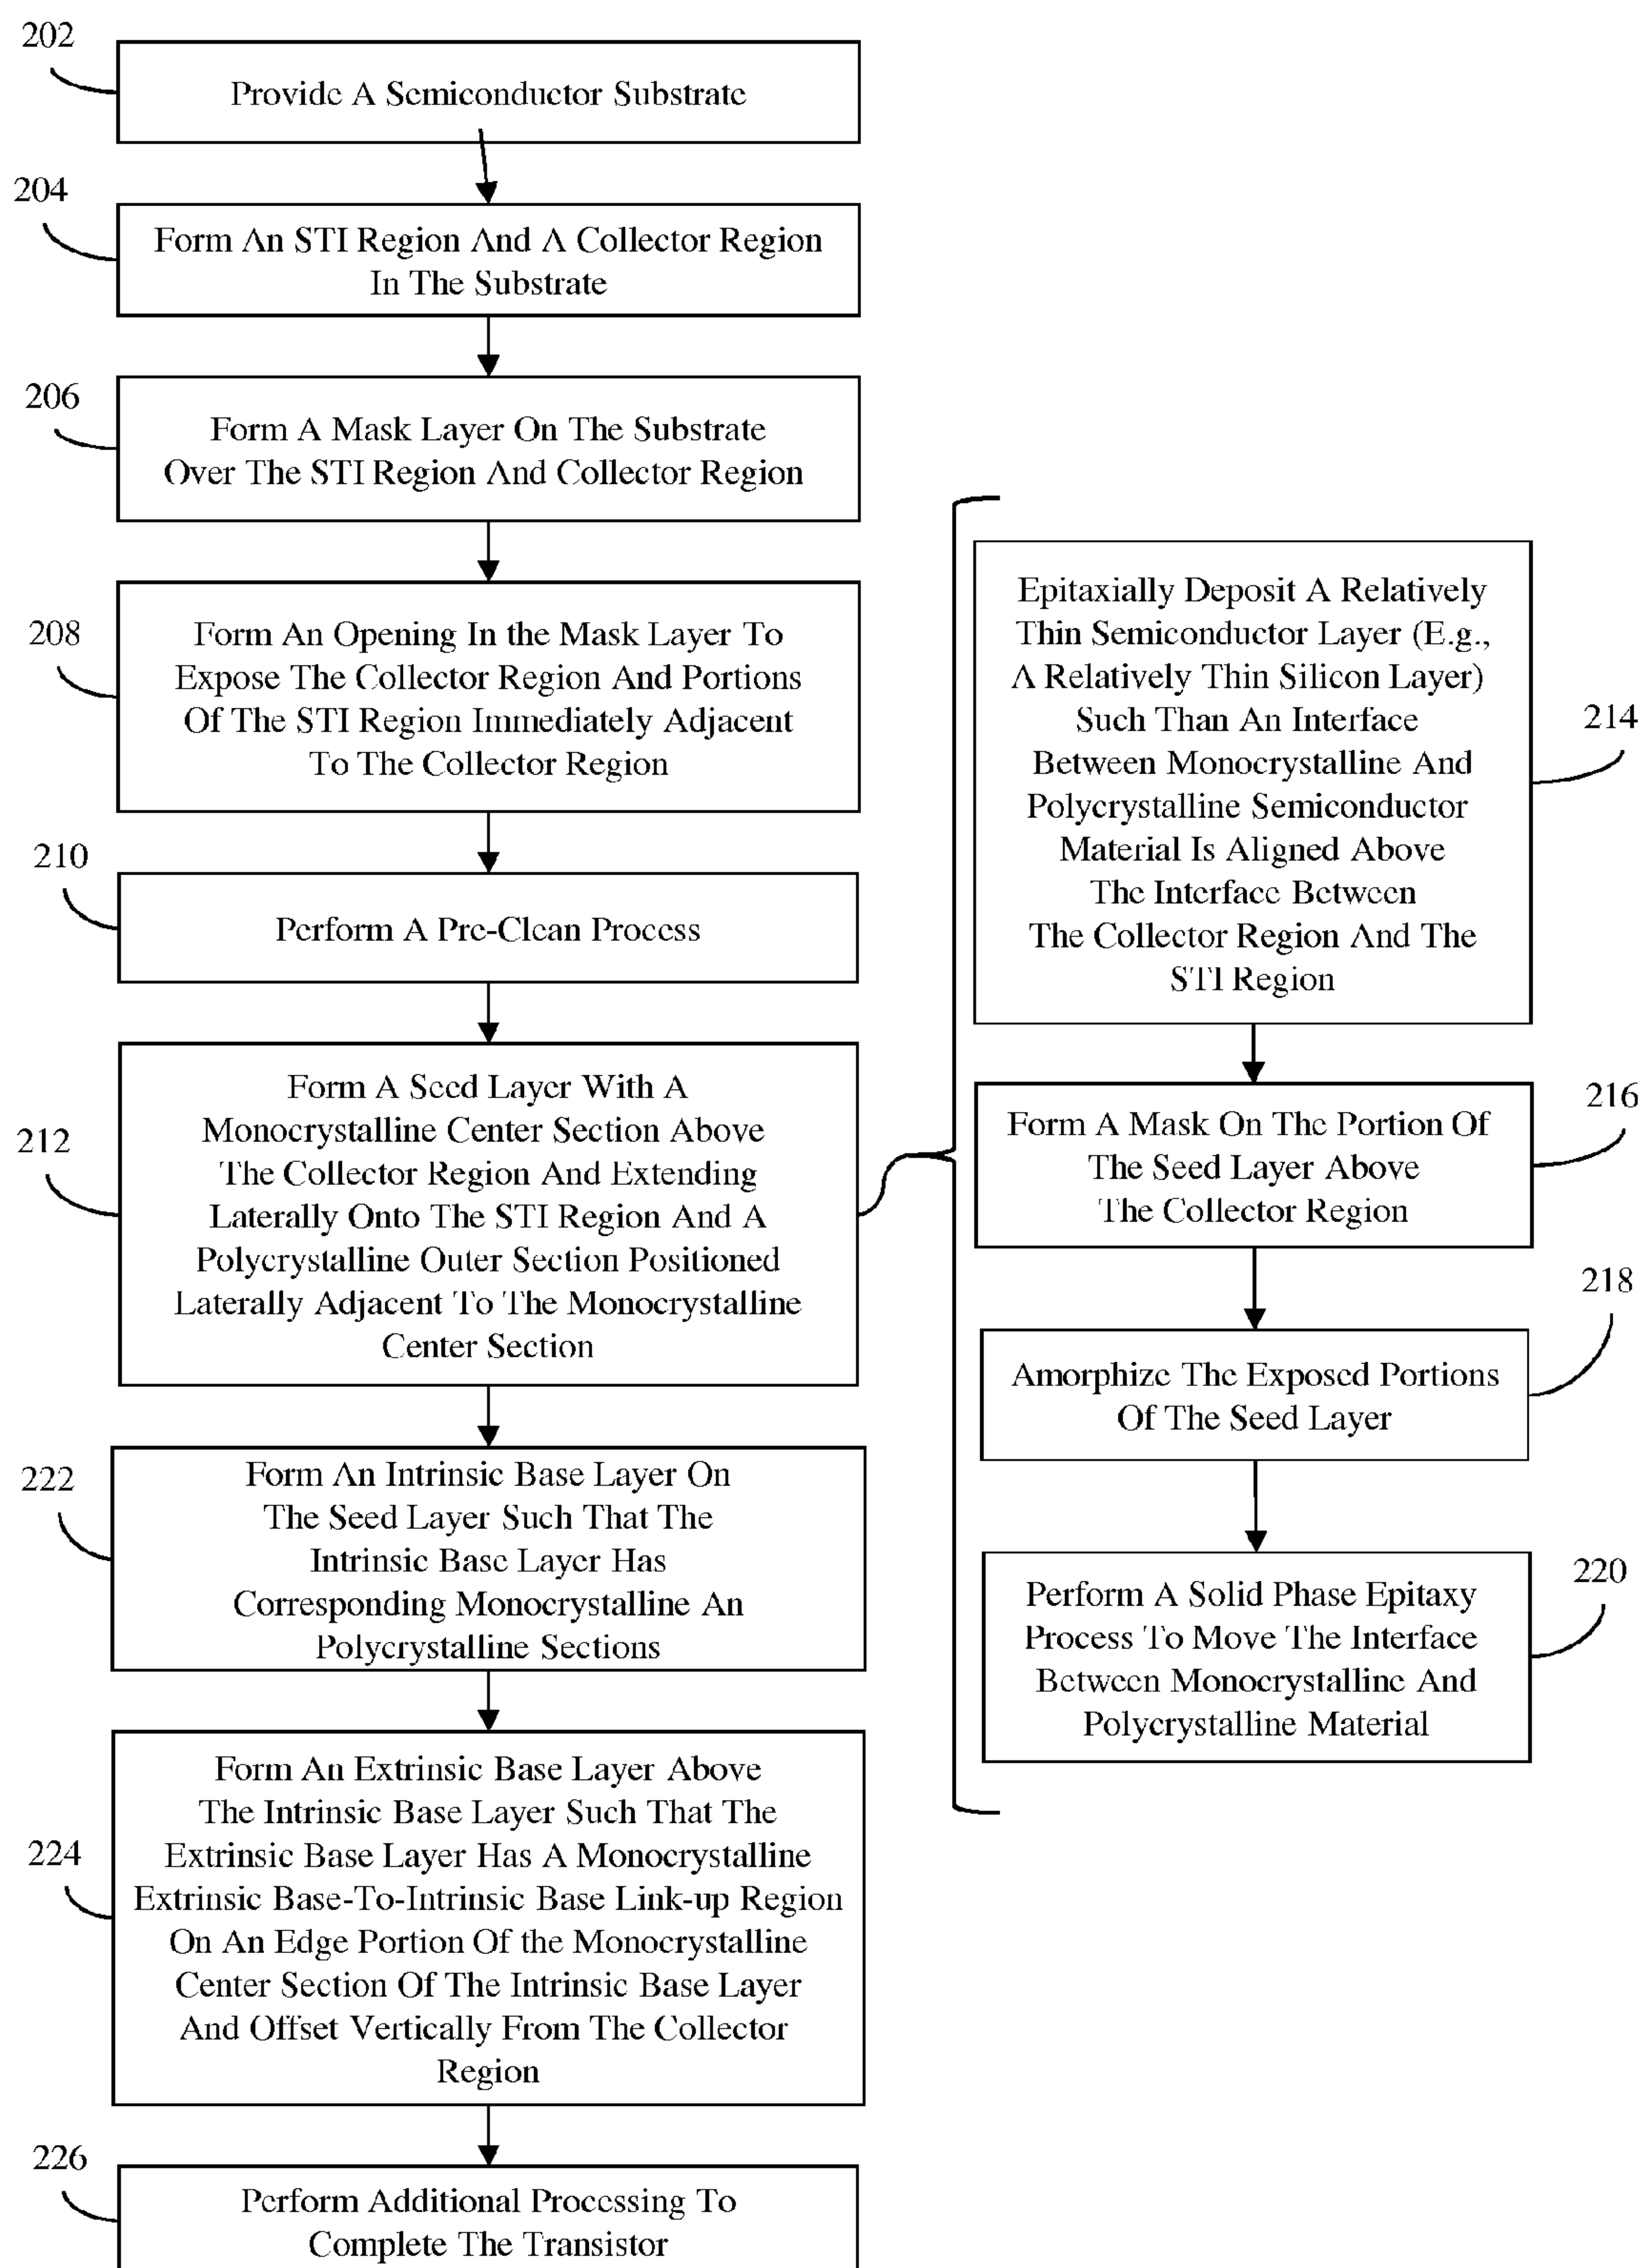 202
Provide A Semiconductor Substrate
204
Form An STI Region And A Collector Region
In The Substrate
206
Form A Mask Layer On The Substrate
Over The STI Region And Collector Region
208
Form An Opening In the Mask Layer To
Expose The Collector Region And Portions
Of The STI Region Immediately Adjacent
To The Collector Region
210
Perform A Pre-Clean Process
212
Form A Seed Layer With A
Monocrystalline Center Section Above
The Collector Region And Extending
Laterally Onto The STI Region And A
Polycrystalline Outer Section Positioned
Laterally Adjacent To The Monocrystalline
Center Section
214
Epitaxially Deposit A Relatively
Thin Semiconductor Layer (E.g.,
A Relatively Thin Silicon Layer)
Such Than An Interface
Between Monocrystalline And
Polycrystalline Semiconductor
Material Is Aligned Above
The Interface Between
The Collector Region And The
STI Region
216
Form A Mask On The Portion Of
The Seed Layer Above
The Collector Region
218
Amorphize The Exposed Portions
Of The Seed Layer
220
Perform A Solid Phase Epitaxy
Process To Move The Interface
Between Monocrystalline And
Polycrystalline Material
222
Form An Intrinsic Base Layer On
The Seed Layer Such That The
Intrinsic Base Layer Has
Corresponding Monocrystalline An
Polycrystalline Sections
224
Form An Extrinsic Base Layer Above
The Intrinsic Base Layer Such That The
Extrinsic Base Layer Has A Monocrystalline
Extrinsic Base-To-Intrinsic Base Link-up Region
On An Edge Portion Of the Monocrystalline
Center Section Of The Intrinsic Base Layer
And Offset Vertically From The Collector
Region
226
Perform Additional Processing To
Complete The Transistor